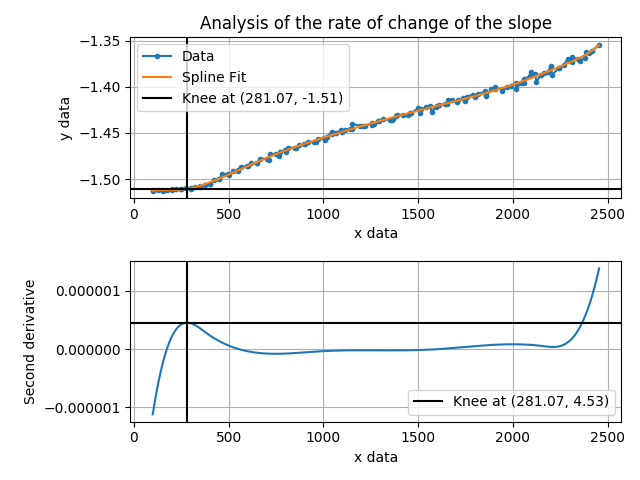 Analysis of the rate of change of the slope
−1.35
−1.40
−1.45
−1.50
y data
Data
Spline Fit
Knee at (281.07, -1.51)
0 500 1000 1500 2000 2500
x data
0.000001
0.000000
−0.000001
Second derivative
Knee at (281.07, 4.53)
0 500 1000 1500 2000 2500
x data